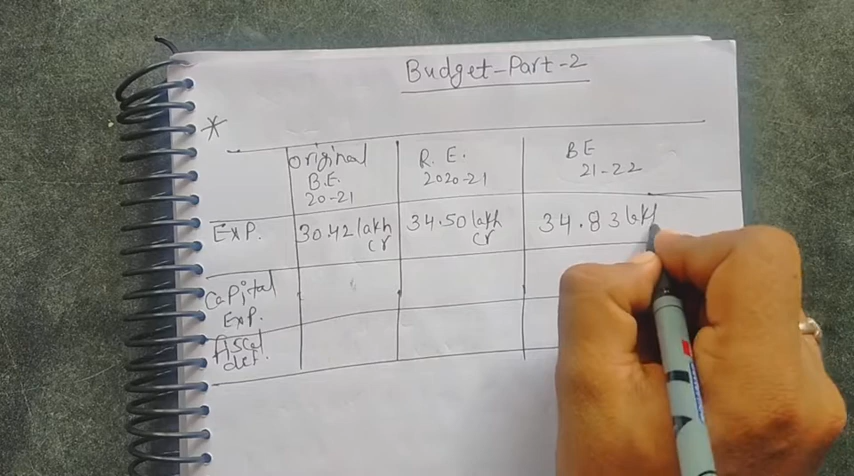 Budget-Part-2
*
original B.E. 20-21
R. E. 2020-21
BE 21-22
Exp. 30.42 lakh cr 34.50 lakh cr 34.83 lakh
Capital Exp.
Fiscal def.